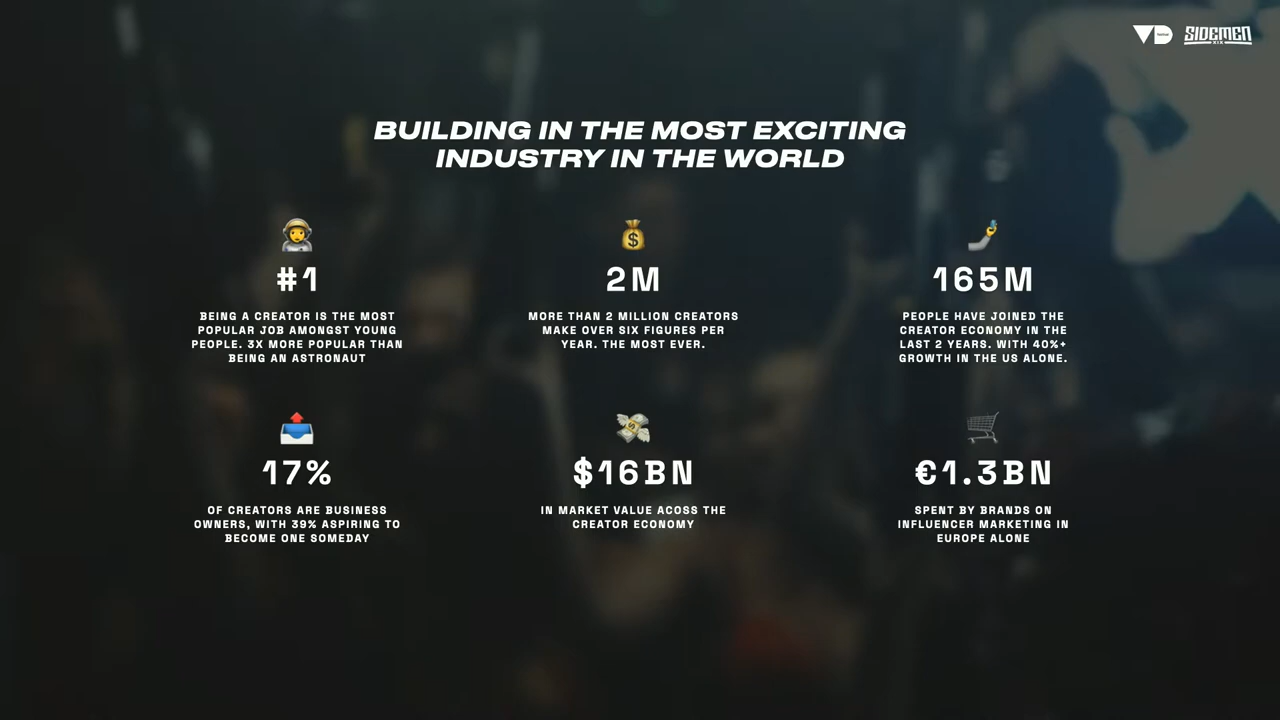 VD
SIDEMEN
XIX
BUILDING IN THE MOST EXCITING
INDUSTRY IN THE WORLD
#1
BEING A CREATOR IS THE MOST
POPULAR JOB AMONGST YOUNG
PEOPLE. 3X MORE POPULAR THAN
BEING AN ASTRONAUT
2M
MORE THAN 2 MILLION CREATORS
MAKE OVER SIX FIGURES PER
YEAR. THE MOST EVER.
165M
PEOPLE HAVE JOINED THE
CREATOR ECONOMY IN THE
LAST 2 YEARS. WITH 40%+
GROWTH IN THE US ALONE.
17%
OF CREATORS ARE BUSINESS
OWNERS, WITH 39% ASPIRING TO
BECOME ONE SOMEDAY
$16BN
IN MARKET VALUE ACOSS THE
CREATOR ECONOMY
€1.3BN
SPENT BY BRANDS ON
INFLUENCER MARKETING IN
EUROPE ALONE